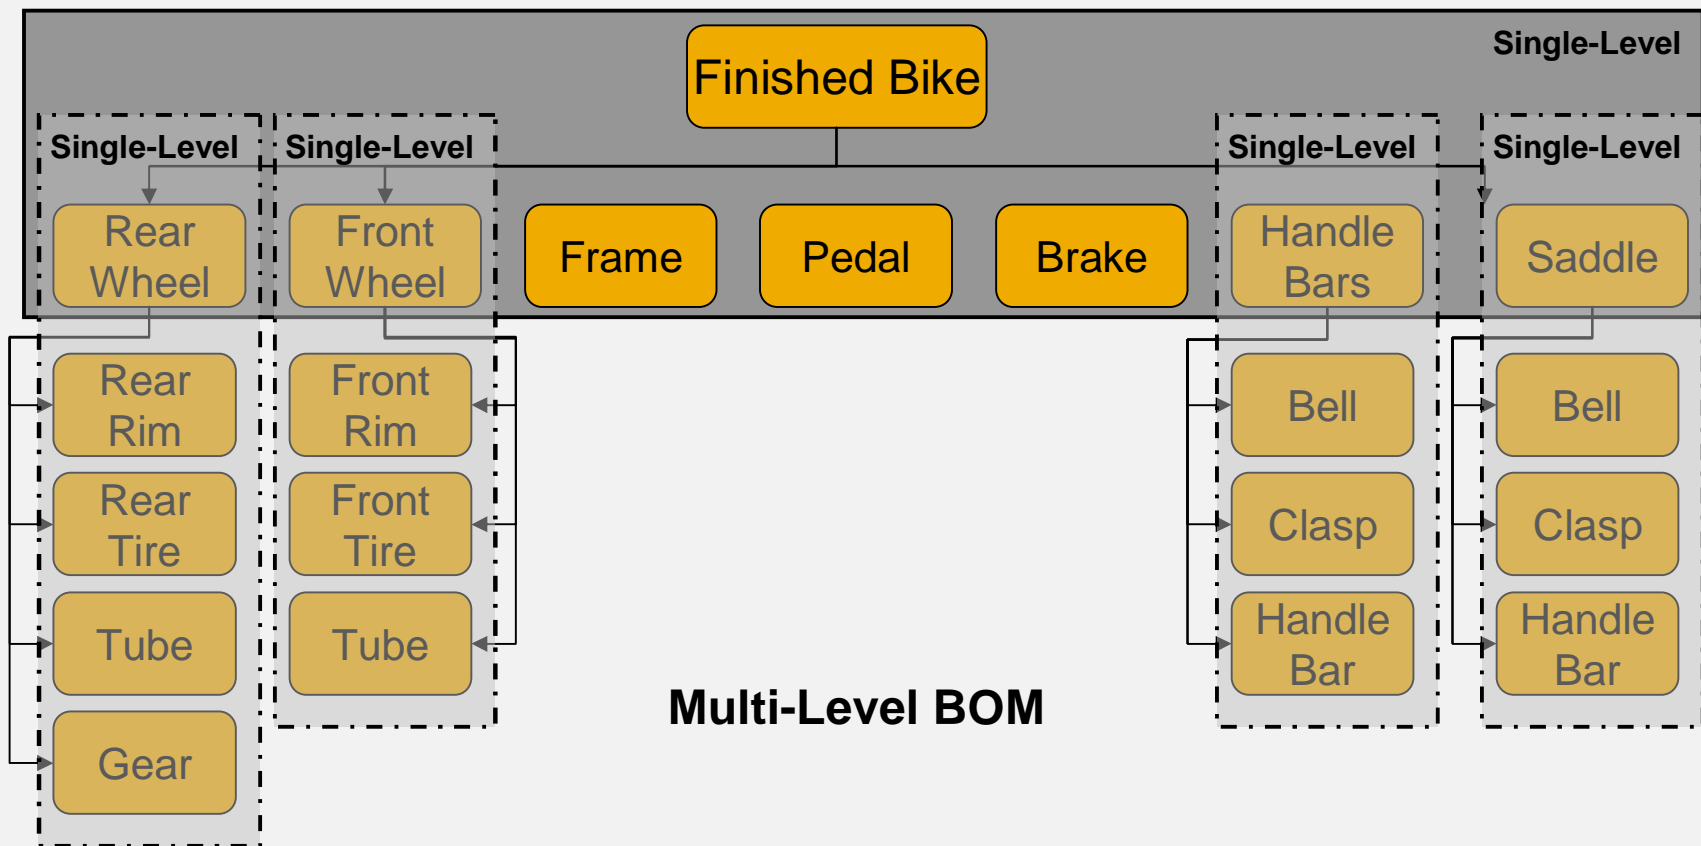 Single-Level
Finished Bike
Single-Level
Single-Level
Single-Level
Single-Level
Rear
Wheel
Front
Wheel
Frame
Pedal
Brake
Handle
Bars
Saddle
Rear
Rim
Front
Rim
Bell
Bell
Rear
Tire
Front
Tire
Clasp
Clasp
Tube
Tube
Handle
Bar
Handle
Bar
Multi-Level BOM
Gear